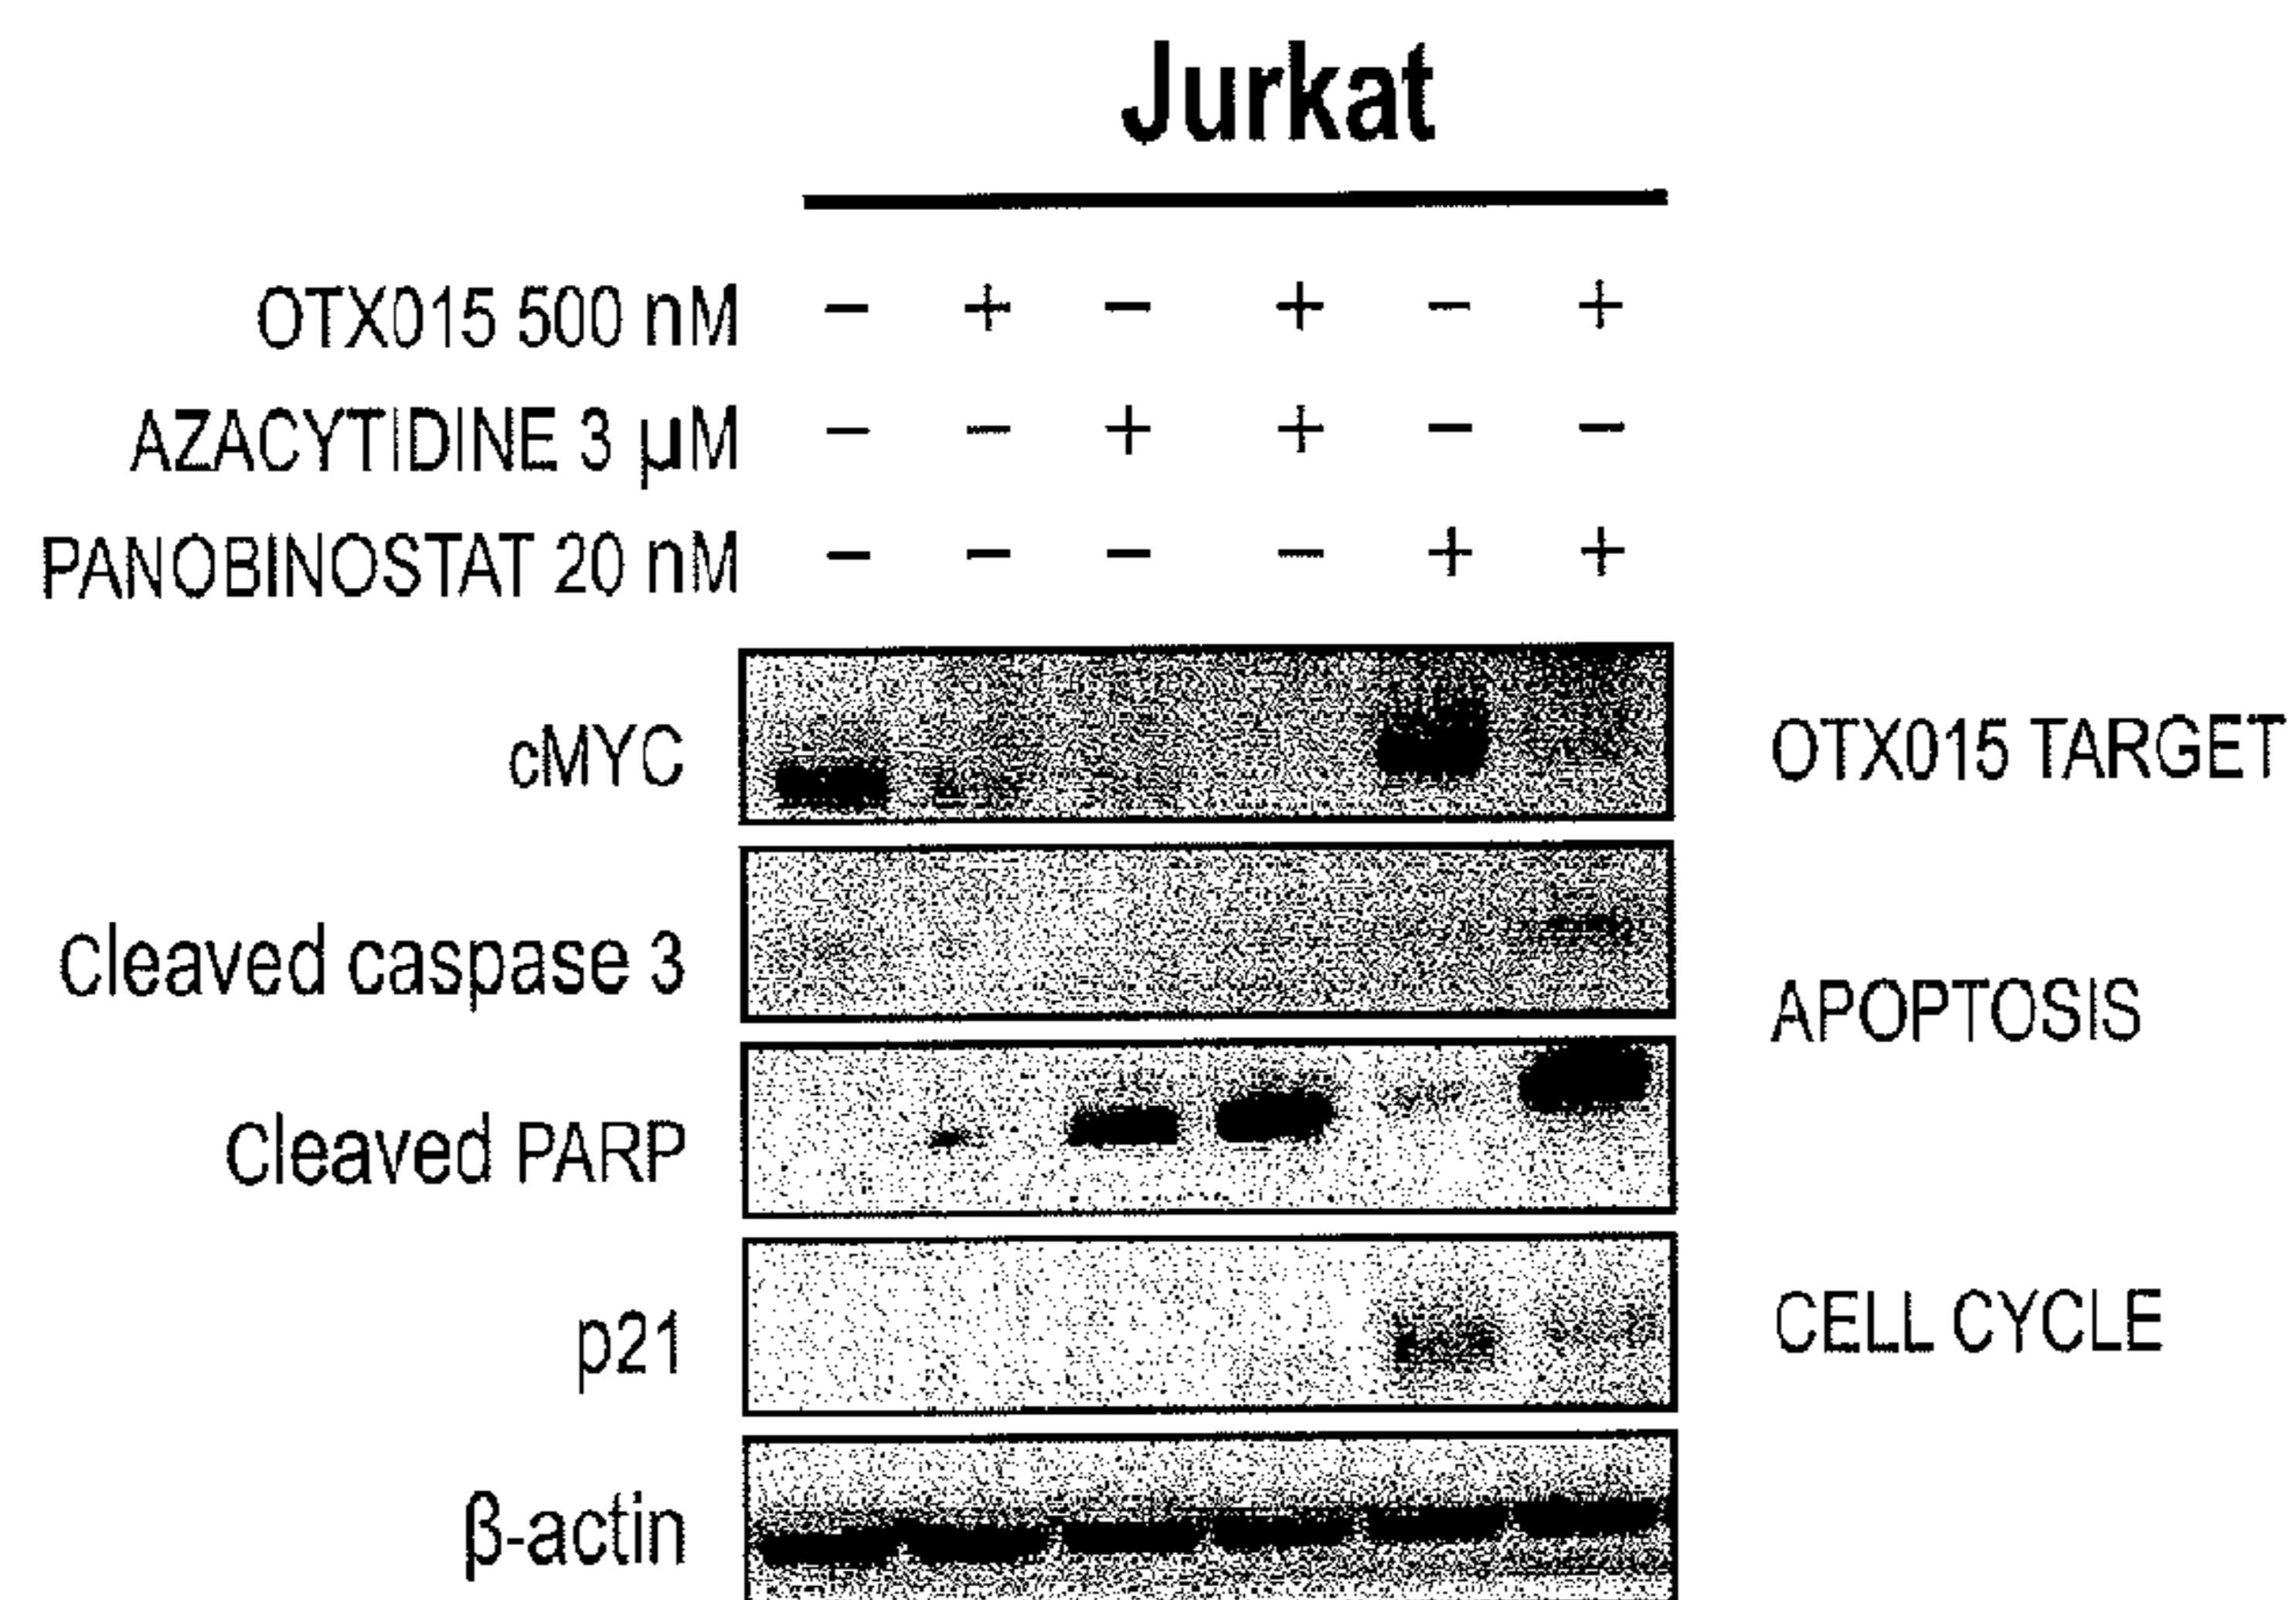 Jurkat
OTX015 500 nM − + − + − +
AZACYTIDINE 3 µM − − + + − −
PANOBINOSTAT 20 nM − − − − + +
cMYC OTX015 TARGET
Cleaved caspase 3
APOPTOSIS
Cleaved PARP
p21 CELL CYCLE
β-actin